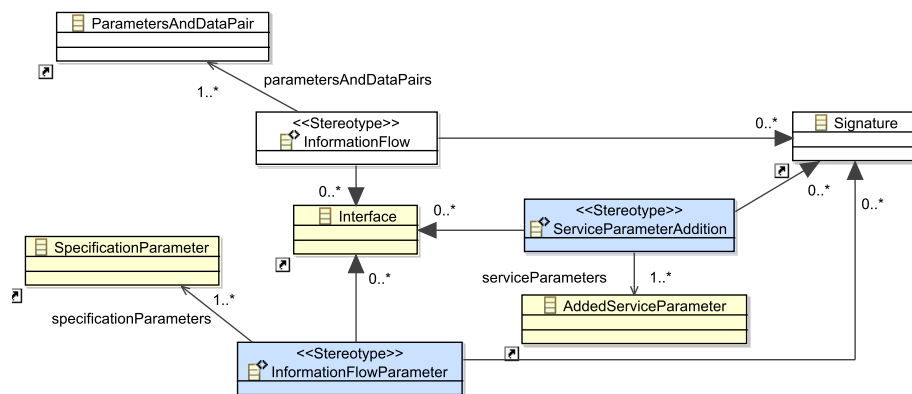 ParametersAndDataPair
parametersAndDataPairs
1..*
<<Stereotype>>
InformationFlow
0..*
Signature
0..*
0..*
0..*
Interface
0..*
<<Stereotype>>
ServiceParameterAddition
SpecificationParameter
0..*
serviceParameters
1..*
1..*
specificationParameters
AddedServiceParameter
<<Stereotype>>
InformationFlowParameter